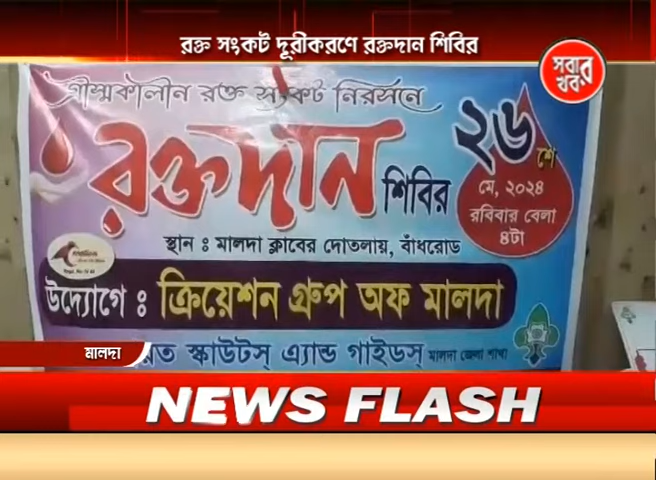 রক্ত সংকট দূরীকরণে রক্তদান শিবির
সবার
খবর
গ্রীষ্মকালীন রক্ত সংকট নিরসনে
রক্তদান শিবির
২৬শে
মে, ২০২৪
রবিবার বেলা
৪টা
স্থান : মালদা ক্লাবের দোতলায়, বাঁধরোড
উদ্যোগে : ক্রিয়েশন গ্রুপ অফ মালদা
স্কাউটস্ এ্যান্ড গাইডস্ মালদা জেলা শাখা
মালদা
NEWS FLASH